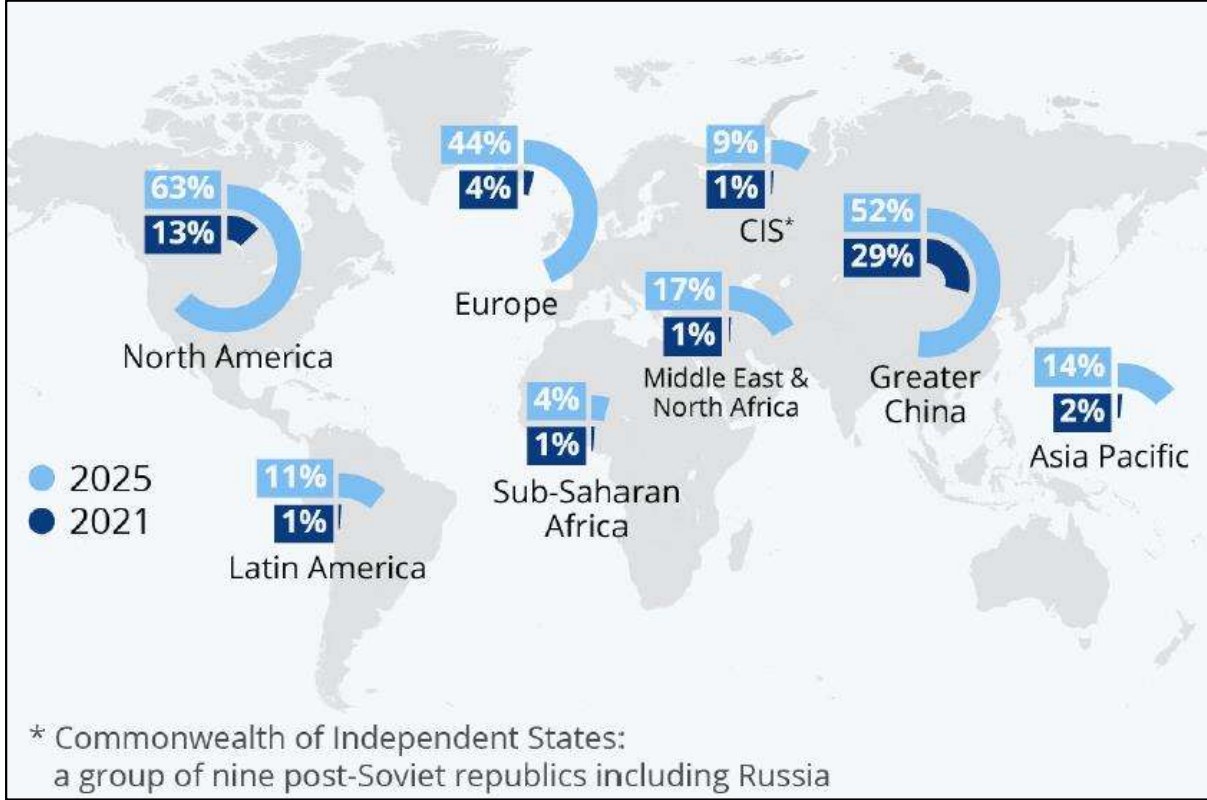 44%
4%
Europe
9%
1%
CIS*
63%
13%
North America
52%
29%
Greater
China
17%
1%
Middle East &
North Africa
14%
2%
Asia Pacific
4%
1%
Sub-Saharan
Africa
11%
1%
Latin America
2025
2021
* Commonwealth of Independent States:
a group of nine post-Soviet republics including Russia